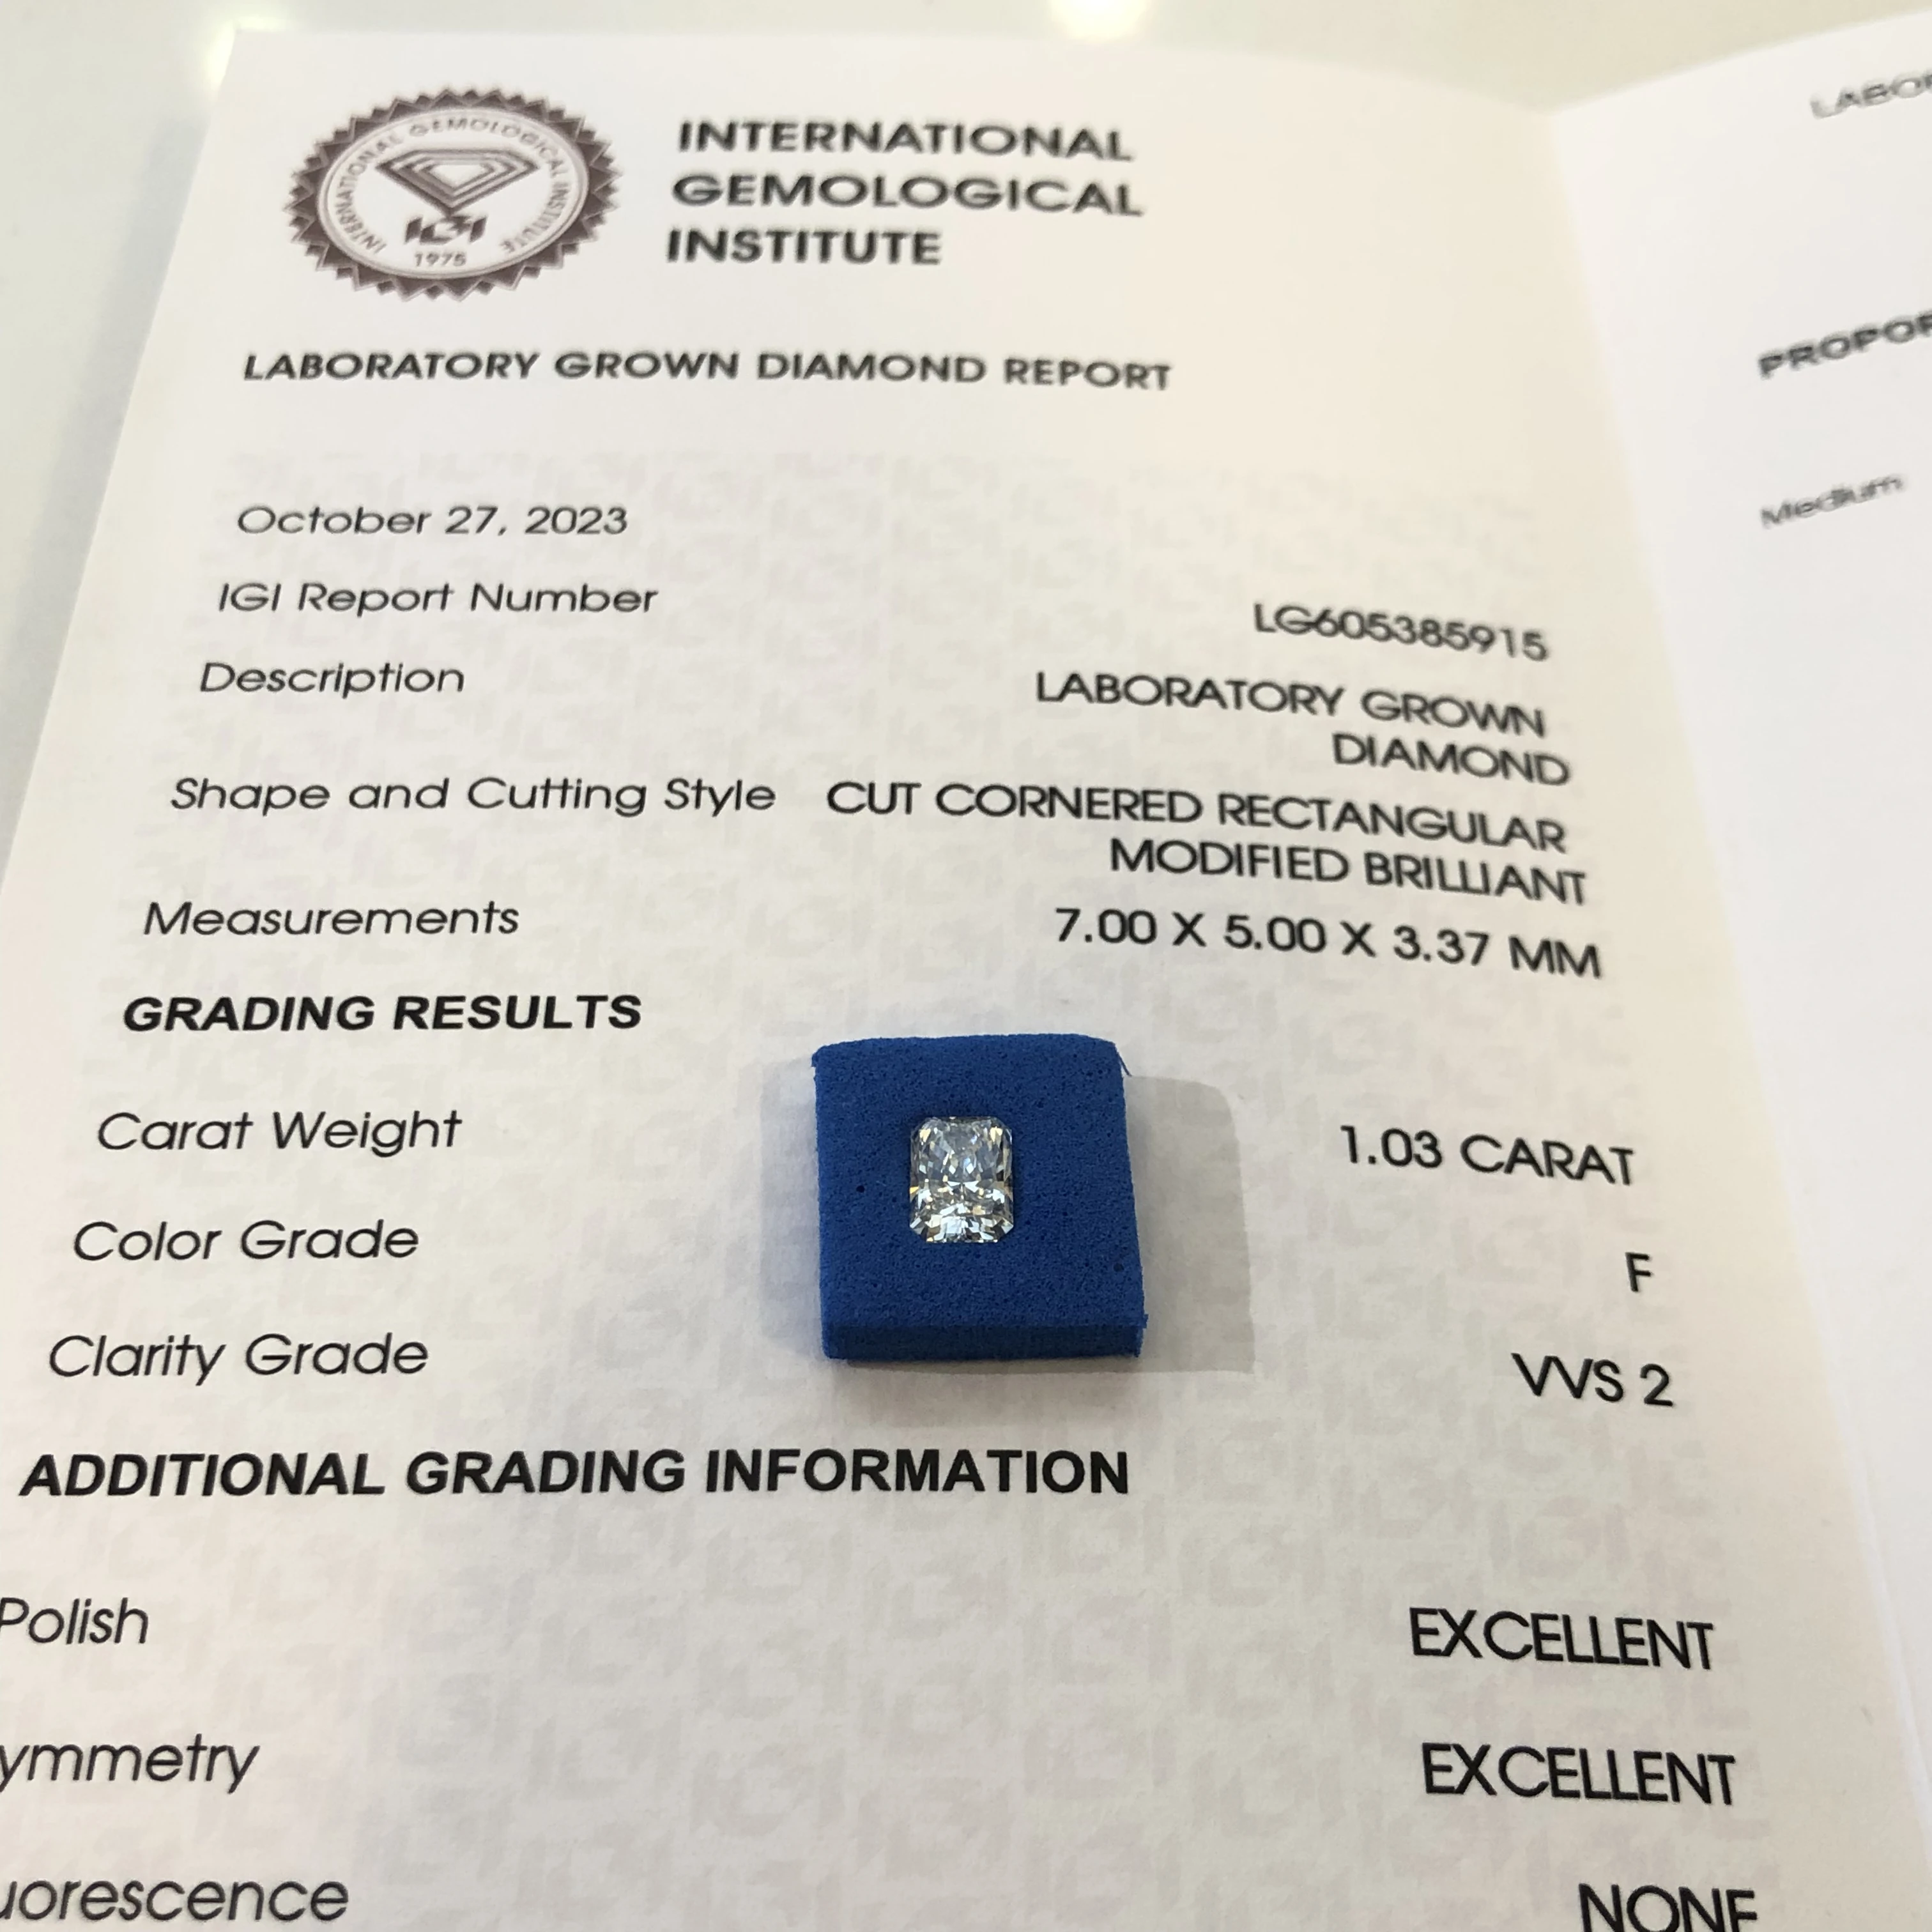 INTERNATIONAL GEMOLOGICAL INSTITUTE
IGI
1975
INTERNATIONAL
GEMOLOGICAL
INSTITUTE
LABORATORY GROWN DIAMOND REPORT
October 27, 2023
IGI Report Number LG605385915
Description LABORATORY GROWN
DIAMOND
Shape and Cutting Style CUT CORNERED RECTANGULAR
MODIFIED BRILLIANT
Measurements 7.00 X 5.00 X 3.37 MM
GRADING RESULTS
Carat Weight 1.03 CARAT
Color Grade F
Clarity Grade VVS 2
ADDITIONAL GRADING INFORMATION
Polish EXCELLENT
ymmetry EXCELLENT
uorescence NONE
LABOR
PROPOR
Medium